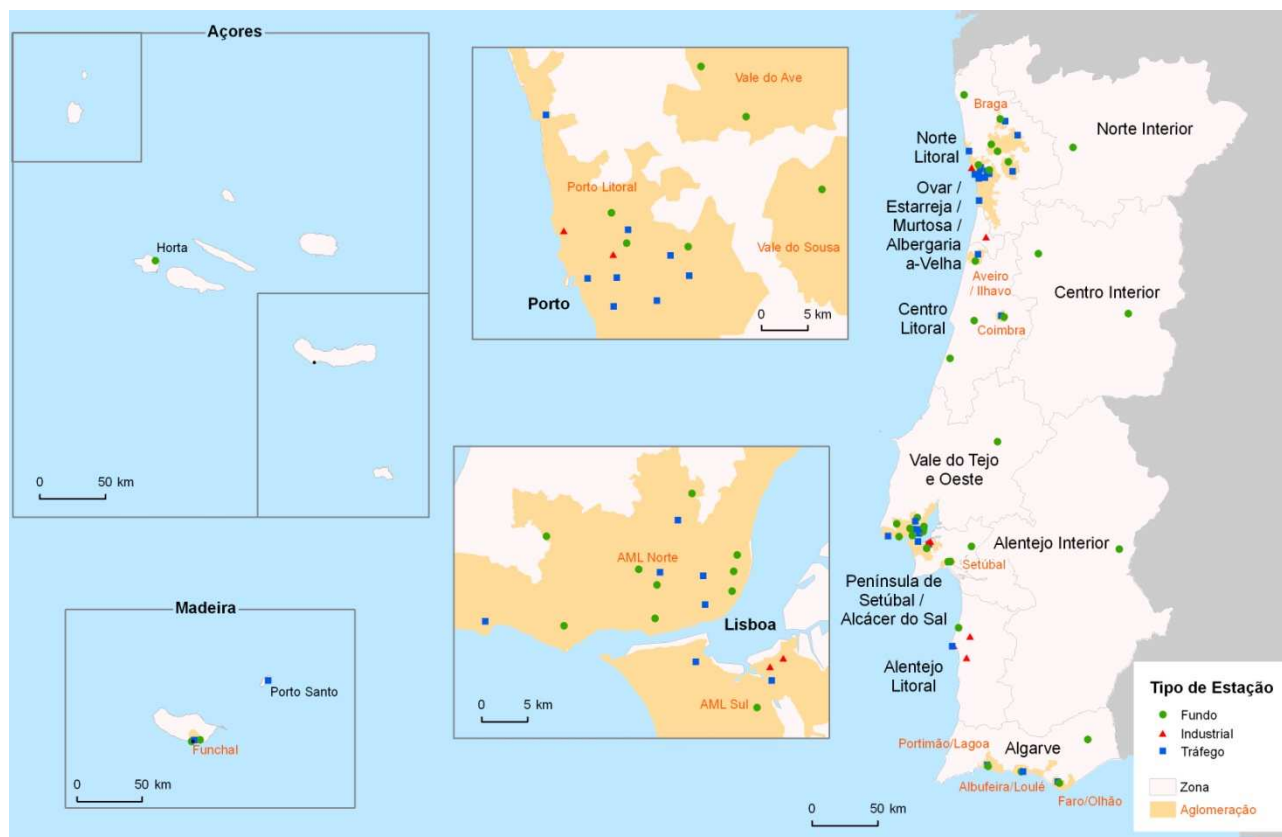 Açores
Horta
0 50 km
Madeira
Porto Santo
Funchal
0 50 km
Vale do Ave
Porto Litoral
Vale do Sousa
Porto
0 5 km
AML Norte
Lisboa
AML Sul
0 5 km
Braga
Norte Interior
Norte
Litoral
Ovar /
Estarreja /
Murtosa /
Albergaria
a-Velha
Aveiro
/ Ilhavo
Centro Interior
Centro
Litoral
Coimbra
Vale do Tejo
e Oeste
Alentejo Interior
Setúbal
Península de
Setúbal /
Alcácer do Sal
Alentejo
Litoral
Portimão/Lagoa
Algarve
Albufeira/Loulé
Faro/Olhão
0 50 km
Tipo de Estação
Fundo
Industrial
Tráfego
Zona
Aglomeração